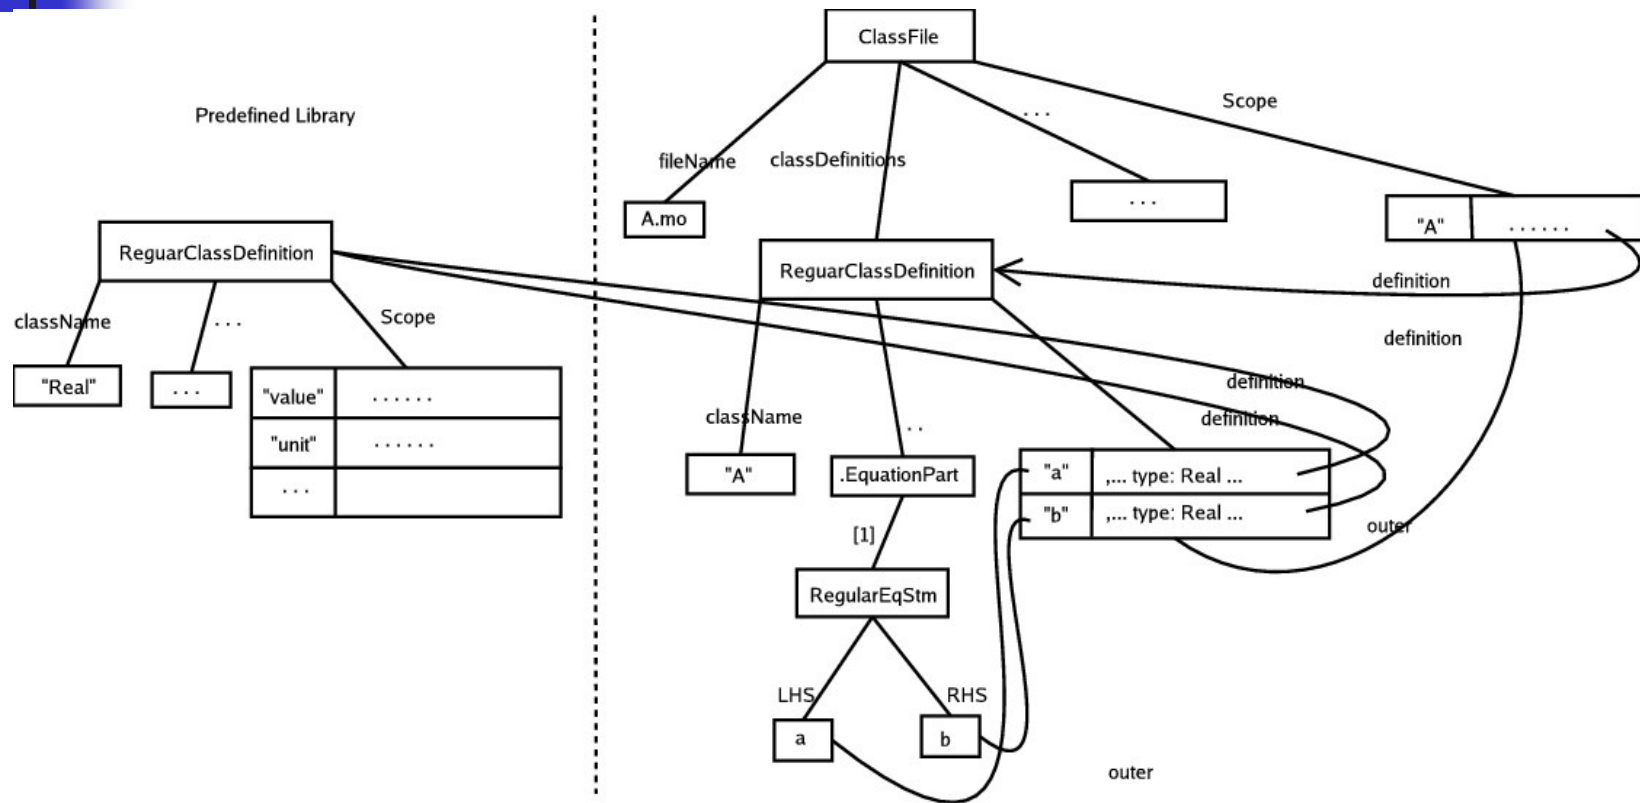 ClassFile
Scope
. . .
Predefined Library
fileName
classDefinitions
. . .
A.mo
"A"
. . . . . .
ReguarClassDefinition
ReguarClassDefinition
definition
className
. . .
Scope
definition
"Real"
. . .
"value"
. . . . . .
definition
className
. .
definition
"unit"
. . . . . .
"A"
.EquationPart
"a"
,... type: Real ...
. . .
"b"
,... type: Real ...
outer
[1]
RegularEqStm
LHS
RHS
a
b
outer